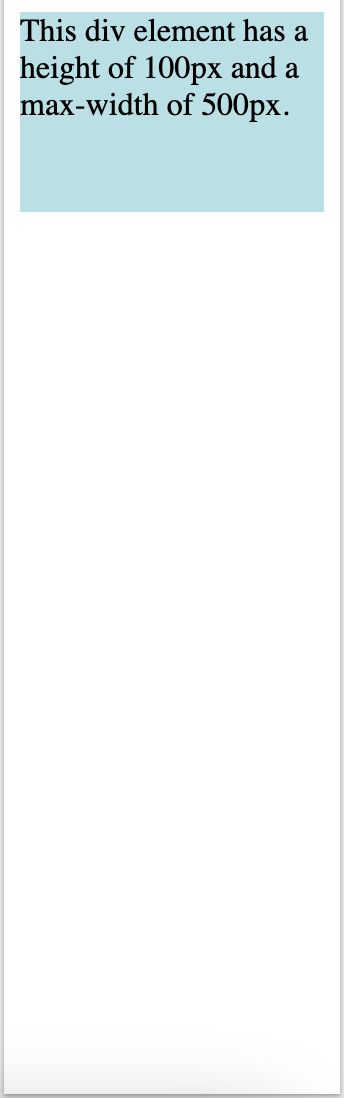 This div element has a
height of 100px and a
max-width of 500px.